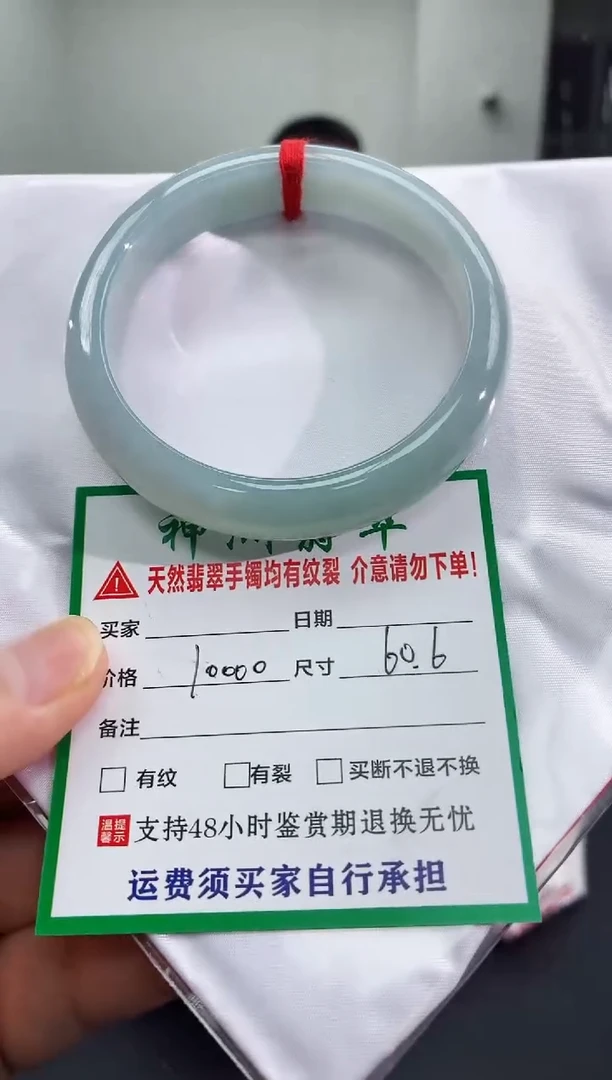 天然翡翠手镯均有纹裂 介意请勿下单!
买家 日期
价格 10000 尺寸 60.6
备注
有纹 有裂 买断不退不换
温馨提示 支持48小时鉴赏期退换无忧
运费须买家自行承担